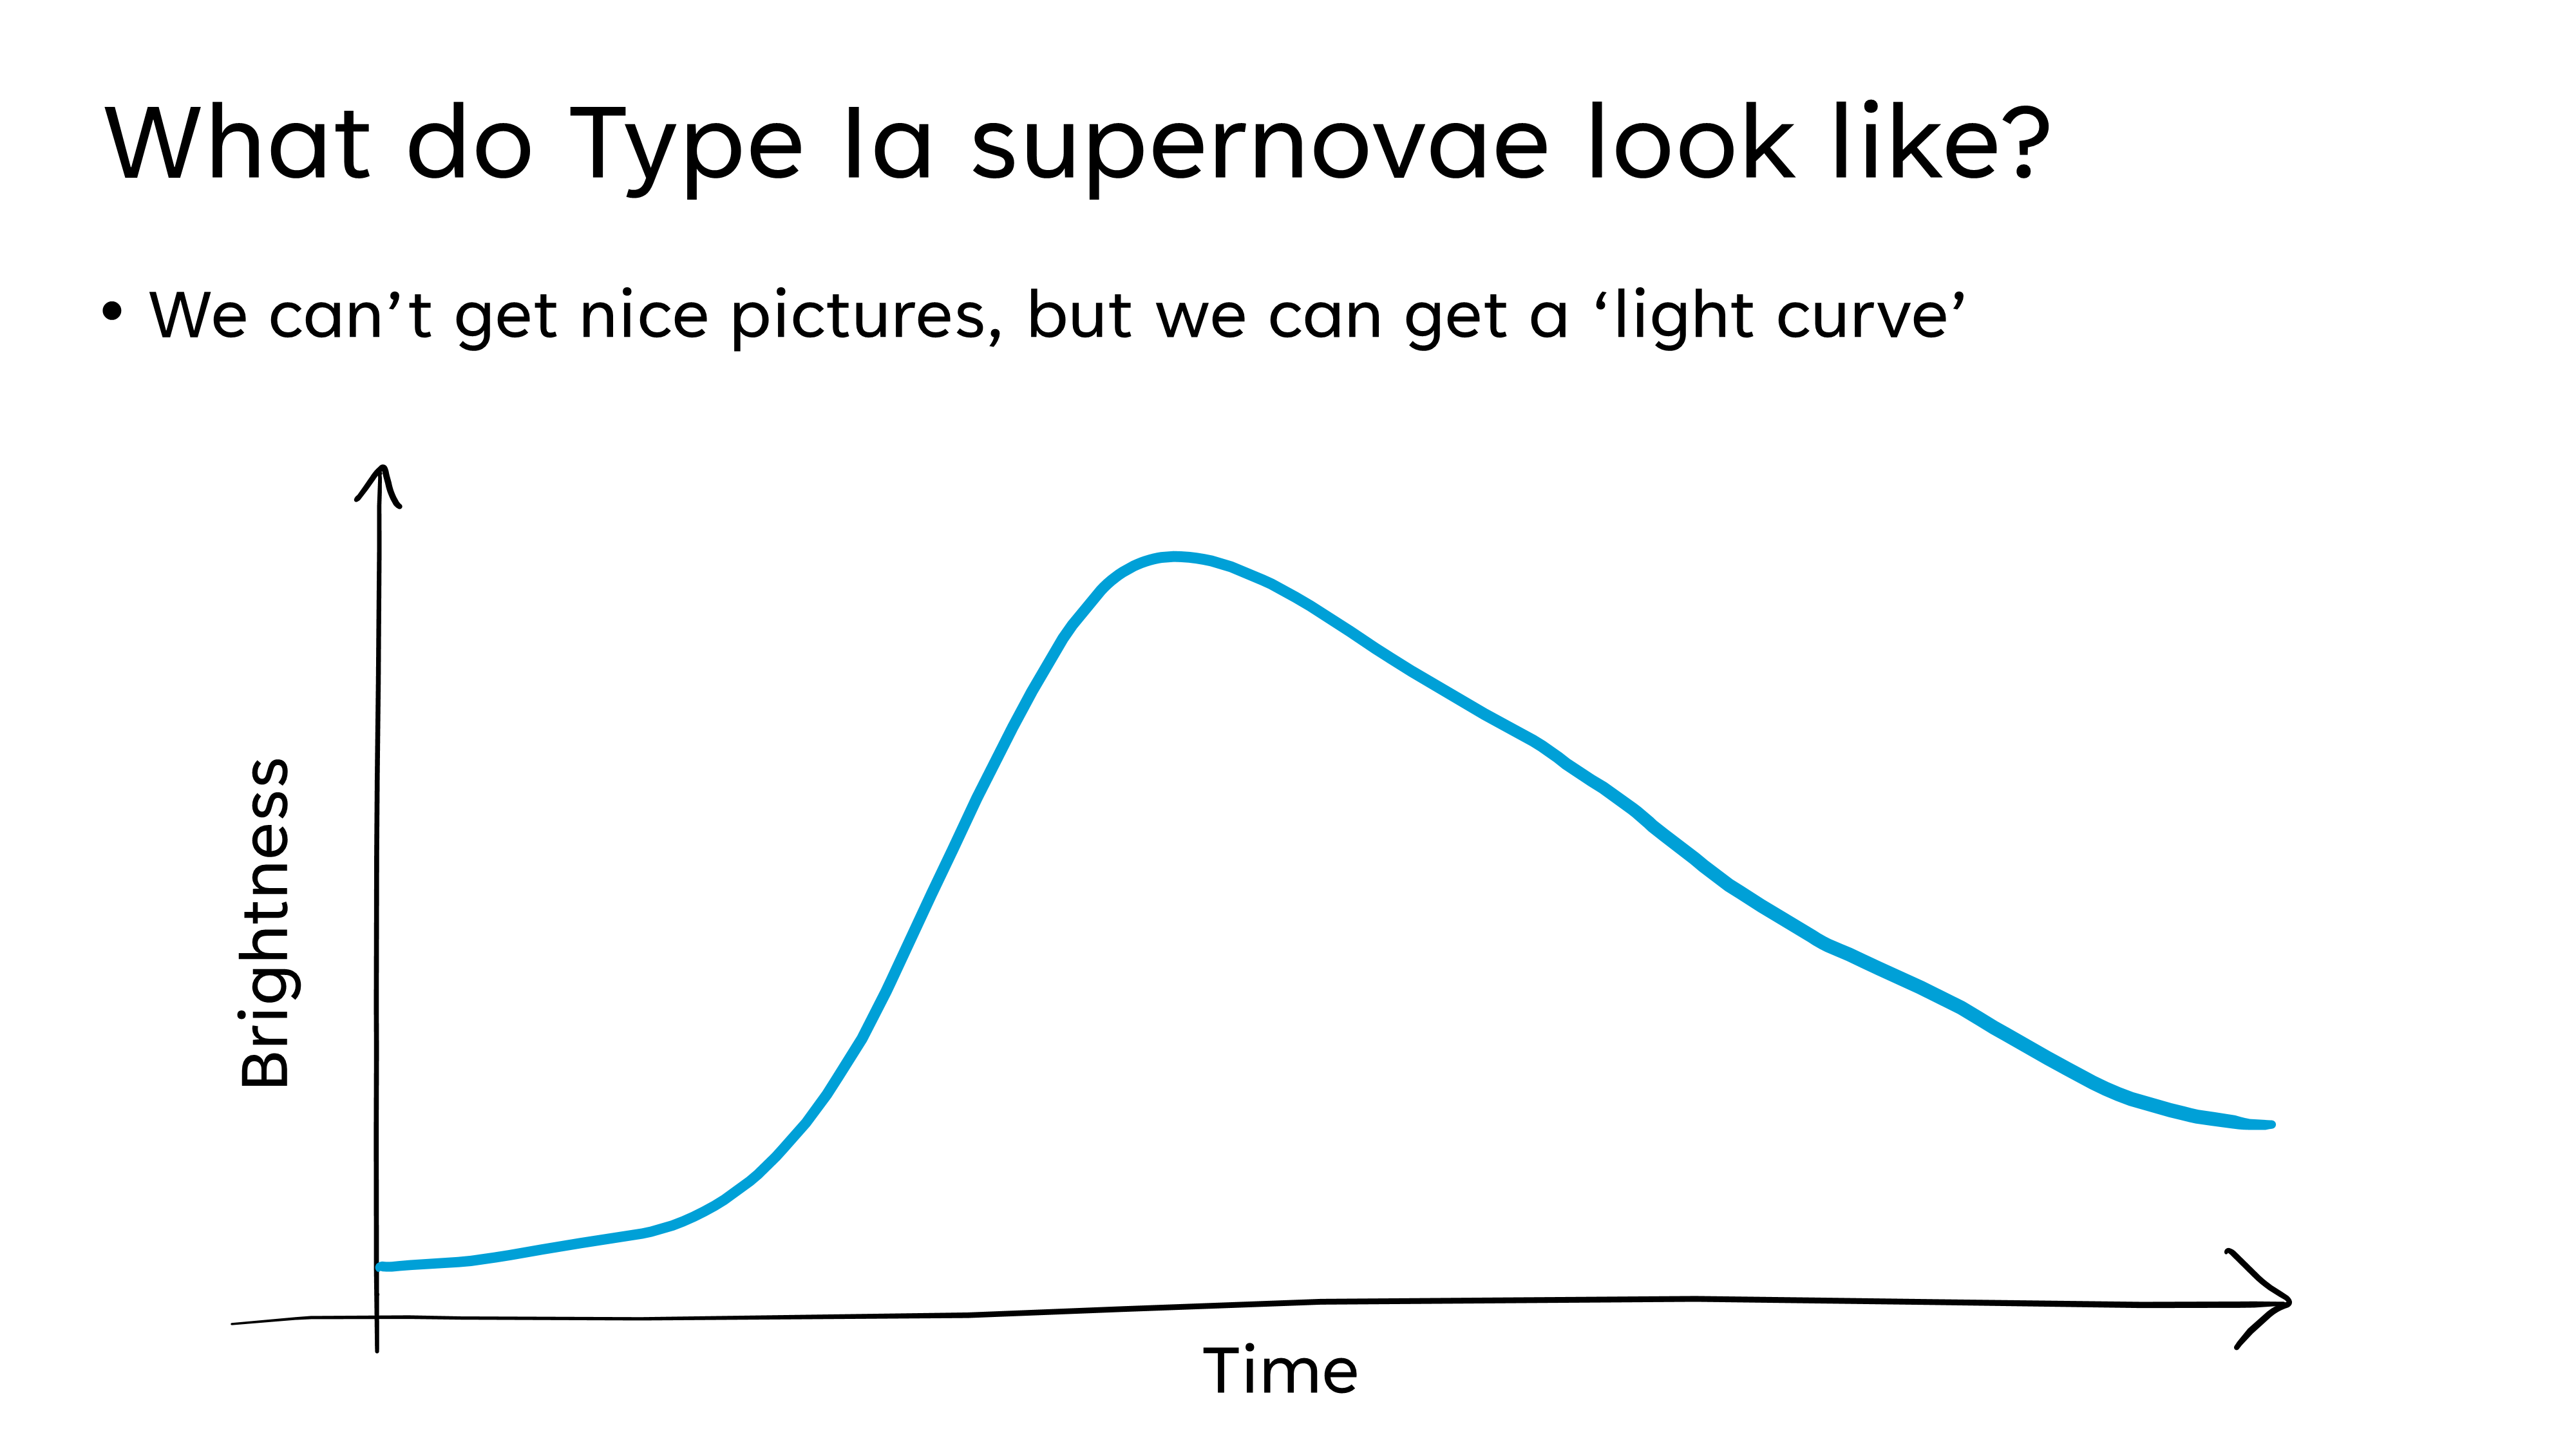 What do Type Ia supernovae look like?
• We can’t get nice pictures, but we can get a ‘light curve’
Brightness
Time